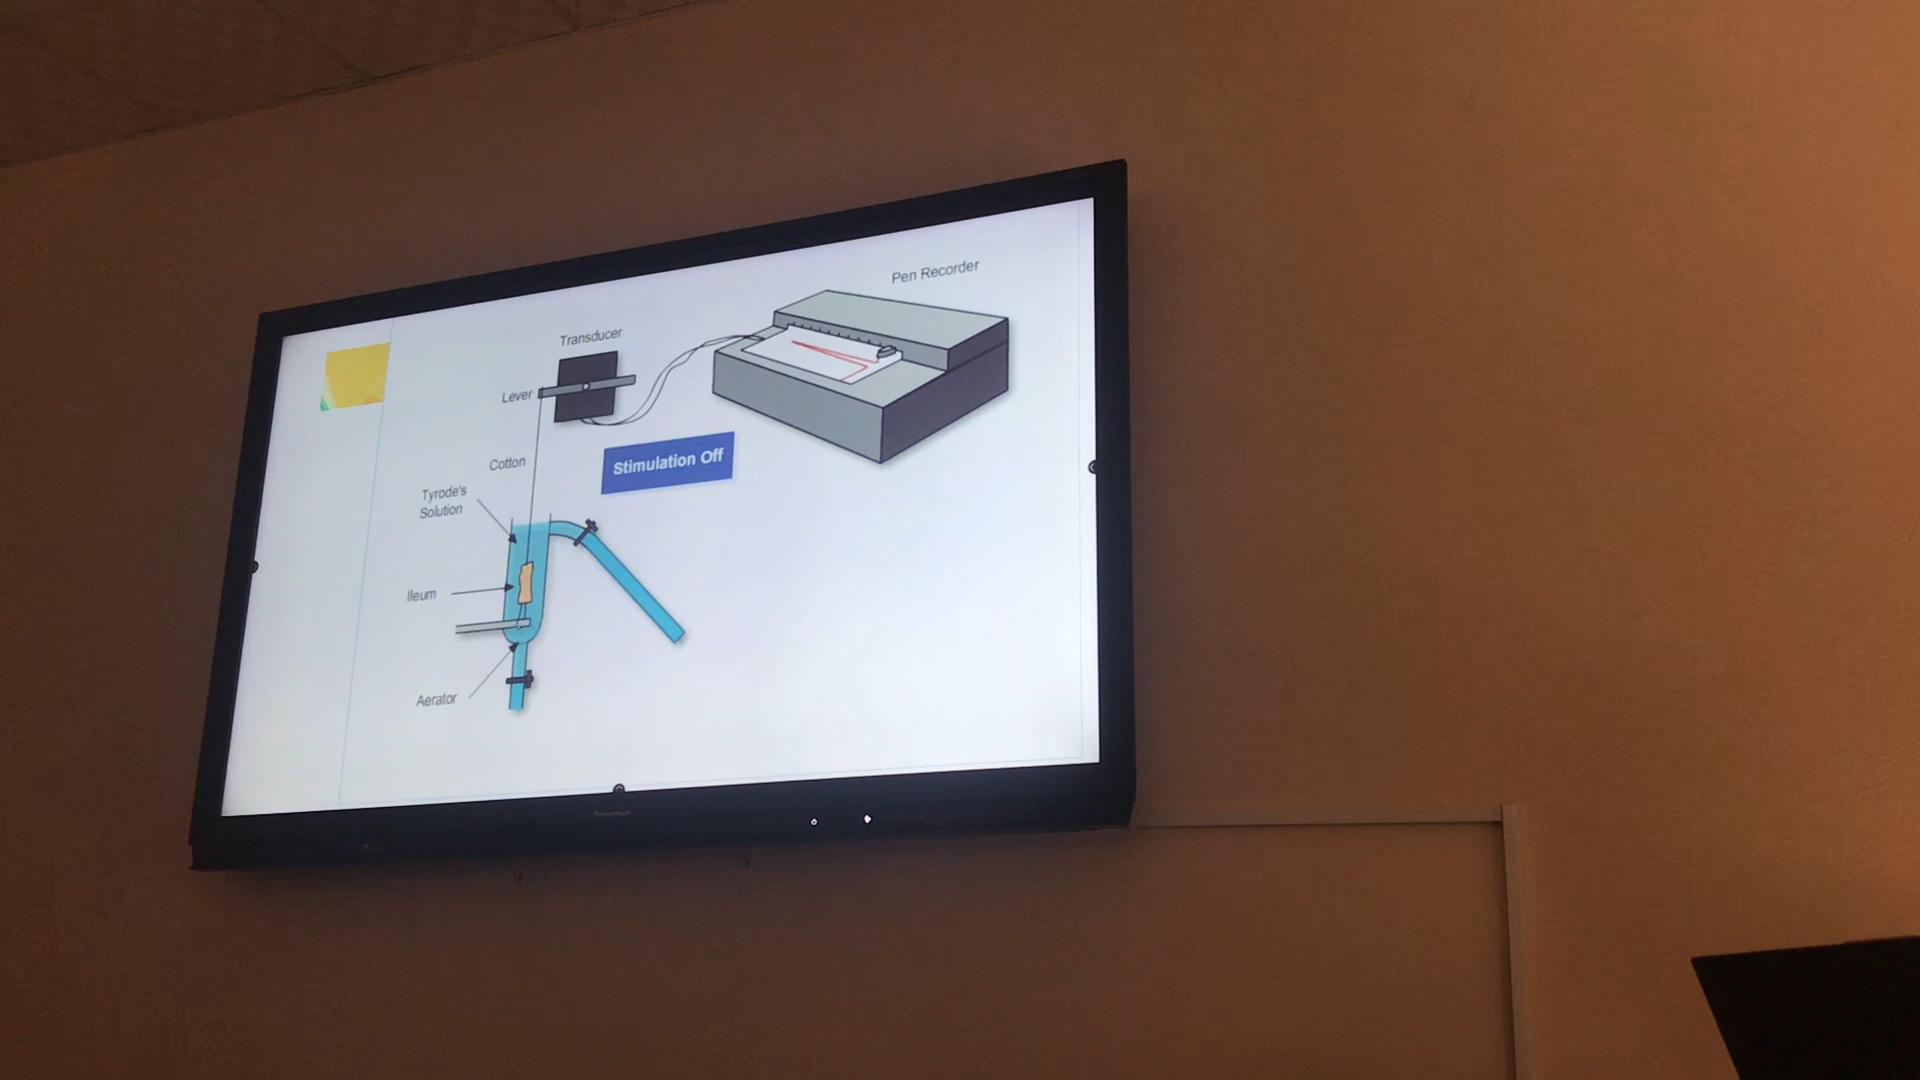 Pen Recorder
Transducer
Lever
Cotton
Stimulation Off
Tyrode's
Solution
Ileum
Aerator